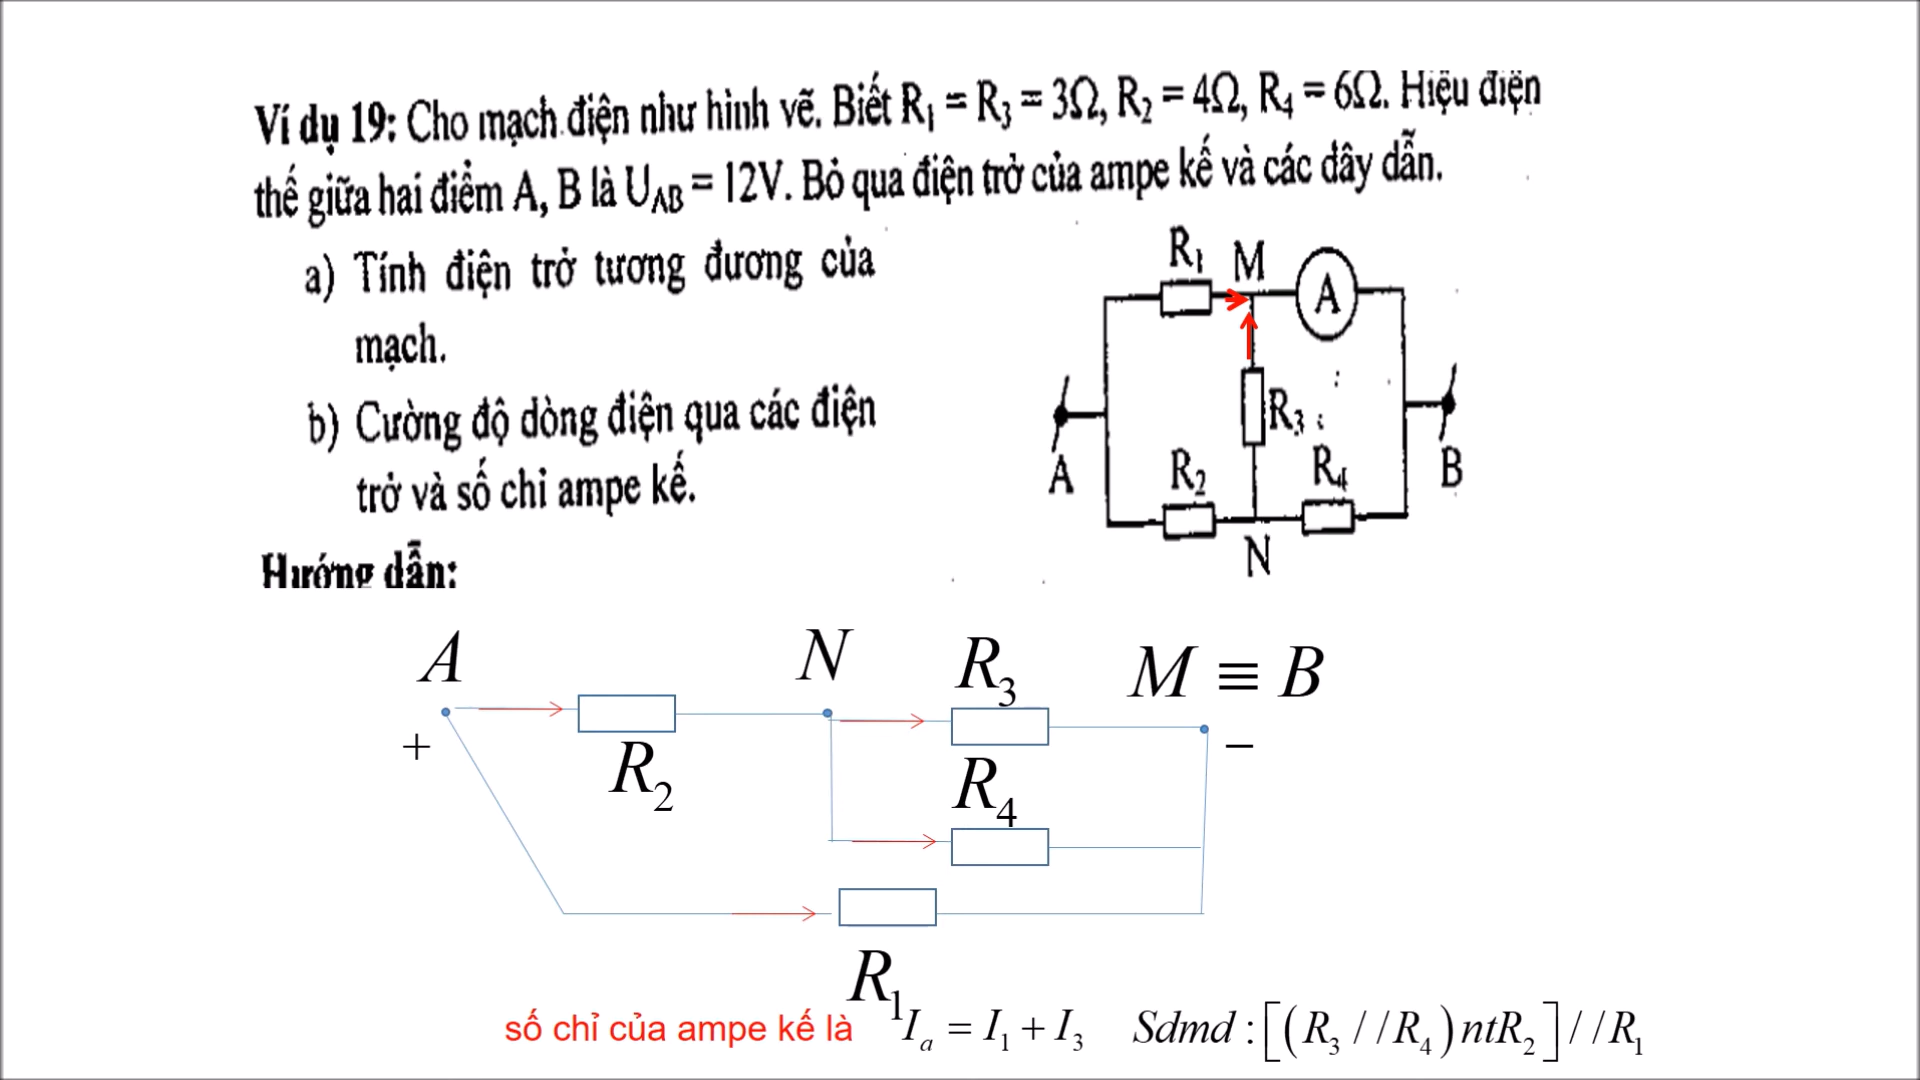 Ví dụ 19: Cho mạch điện như hình vẽ. Biết R₁ = R₃ = 3Ω, R₂ = 4Ω, R₄ = 6Ω. Hiệu điện
thế giữa hai điểm A, B là U_AB = 12V. Bỏ qua điện trở của ampe kế và các dây dẫn.
a) Tính điện trở tương đương của
mạch.
b) Cường độ dòng điện qua các điện
trở và số chỉ ampe kế.
R₁ M A
R₃
A R₂ R₄ B
N
Hướng dẫn:
A N R₃ M ≡ B
+ −
R₂ R₄
R₁
số chỉ của ampe kế là Iₐ = I₁ + I₃ Sdmd : [(R₃ // R₄) ntR₂] // R₁